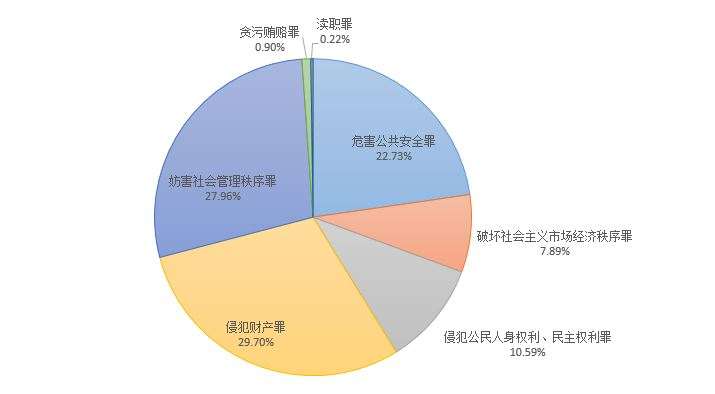 贪污贿赂罪
0.90%
渎职罪
0.22%
危害公共安全罪
22.73%
妨害社会管理秩序罪
27.96%
破坏社会主义市场经济秩序罪
7.89%
侵犯财产罪
29.70%
侵犯公民人身权利、民主权利罪
10.59%